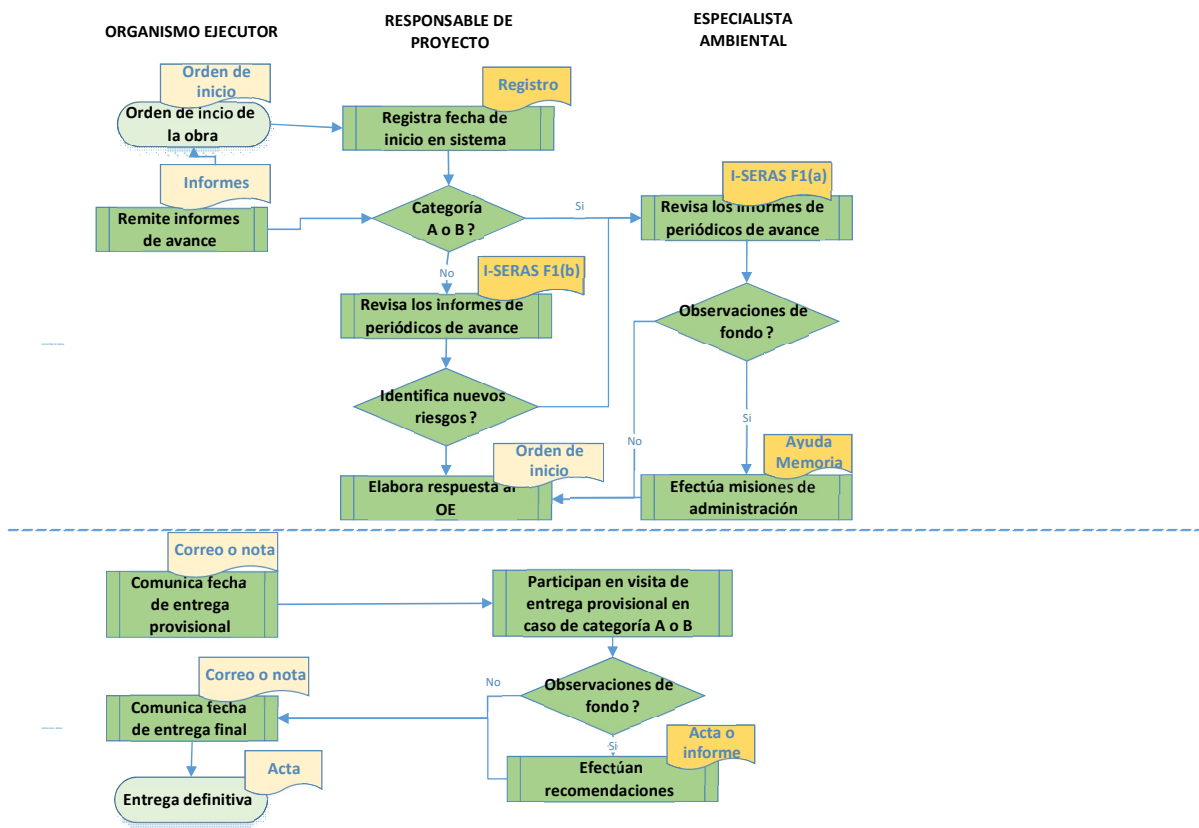 ORGANISMO EJECUTOR
RESPONSABLE DE
PROYECTO
ESPECIALISTA
AMBIENTAL
Orden de
inicio
Orden de incio de
la obra
Registro
Registra fecha de
inicio en sistema
Informes
Remite informes
de avance
Categoría
A o B ?
Si
I-SERAS F1(a)
Revisa los informes de
periódicos de avance
No
I-SERAS F1(b)
Revisa los informes de
periódicos de avance
Observaciones de
fondo ?
Identifica nuevos
riesgos ?
Si
No
Orden de
inicio
Ayuda
Memoria
Elabora respuesta al
OE
Efectúa misiones de
administración
Correo o nota
Comunica fecha
de entrega
provisional
Participan en visita de
entrega provisional en
caso de categoría A o B
Correo o nota
No
Observaciones de
fondo ?
Comunica fecha
de entrega final
Si
Acta o
informe
Acta
Efectúan
recomendaciones
Entrega definitiva